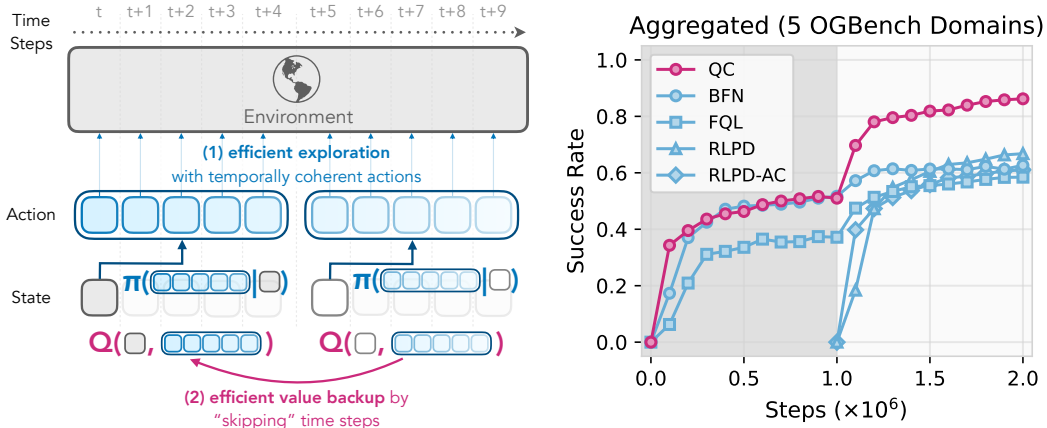 Time
Steps
t t+1 t+2 t+3 t+4 t+5 t+6 t+7 t+8 t+9
Environment
(1) efficient exploration
with temporally coherent actions
Action
State
π( | )
π( | )
Q( , )
Q( , )
(2) efficient value backup by
“skipping” time steps
Aggregated (5 OGBench Domains)
QC
BFN
FQL
RLPD
RLPD-AC
Success Rate
1.0
0.8
0.6
0.4
0.2
0.0
0.0 0.5 1.0 1.5 2.0
Steps (×10⁶)